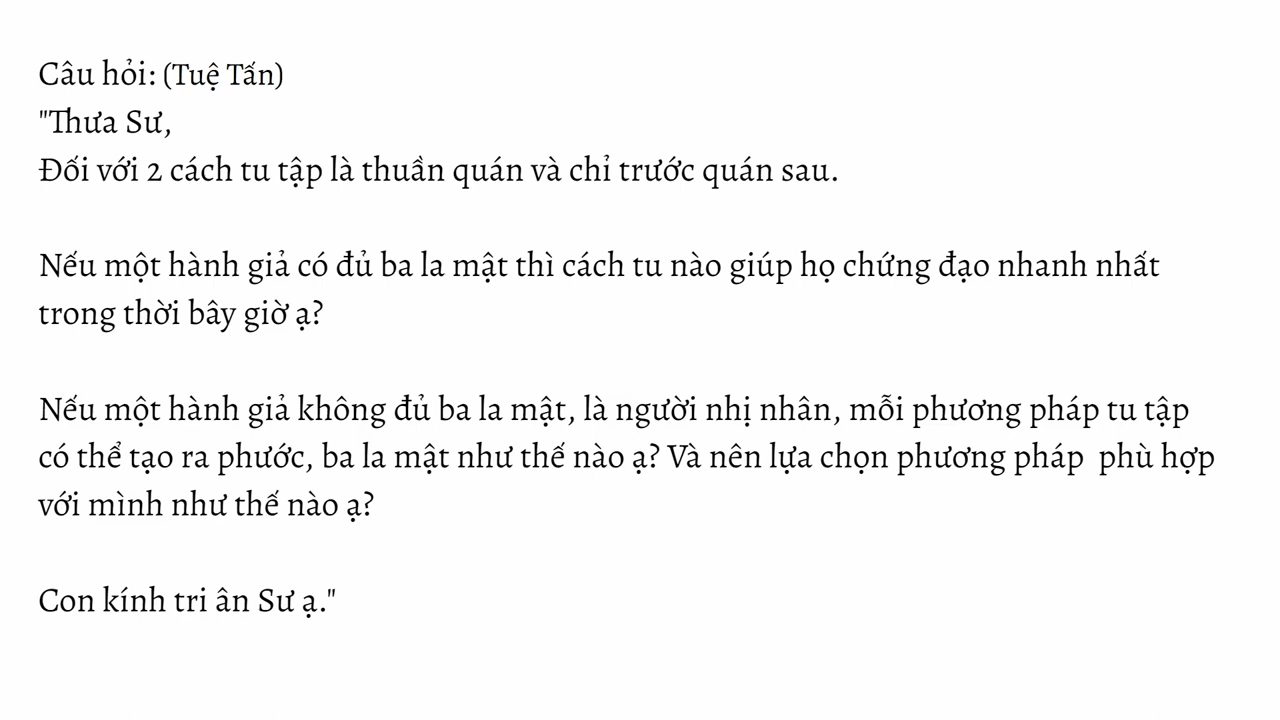 Câu hỏi: (Tuệ Tấn)
"Thưa Sư,
Đối với 2 cách tu tập là thuần quán và chỉ trước quán sau.
Nếu một hành giả có đủ ba la mật thì cách tu nào giúp họ chứng đạo nhanh nhất
trong thời bây giờ ạ?
Nếu một hành giả không đủ ba la mật, là người nhị nhân, mỗi phương pháp tu tập
có thể tạo ra phước, ba la mật như thế nào ạ? Và nên lựa chọn phương pháp  phù hợp
với mình như thế nào ạ?
Con kính tri ân Sư ạ."